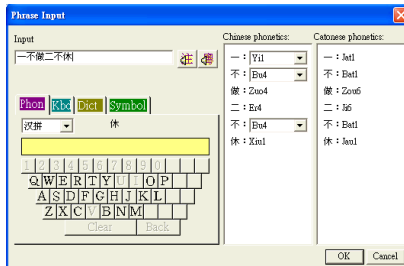 Phrase Input
Input
一不做二不休
Phon Kbd Dict Symbol
汉拼 休
1 2 3 4 5 6 7 8 9 0
Q W E R T Y U I O P
A S D F G H J K L
Z X C V B N M
Clear Back
Chinese phonetics:
一：Yi1
不：Bu4
做：Zuo4
二：Er4
不：Bu4
休：Xiu1
Catonese phonetics:
一：Jat1
不：Bat1
做：Zou6
二：Ji6
不：Bat1
休：Jau1
OK Cancel